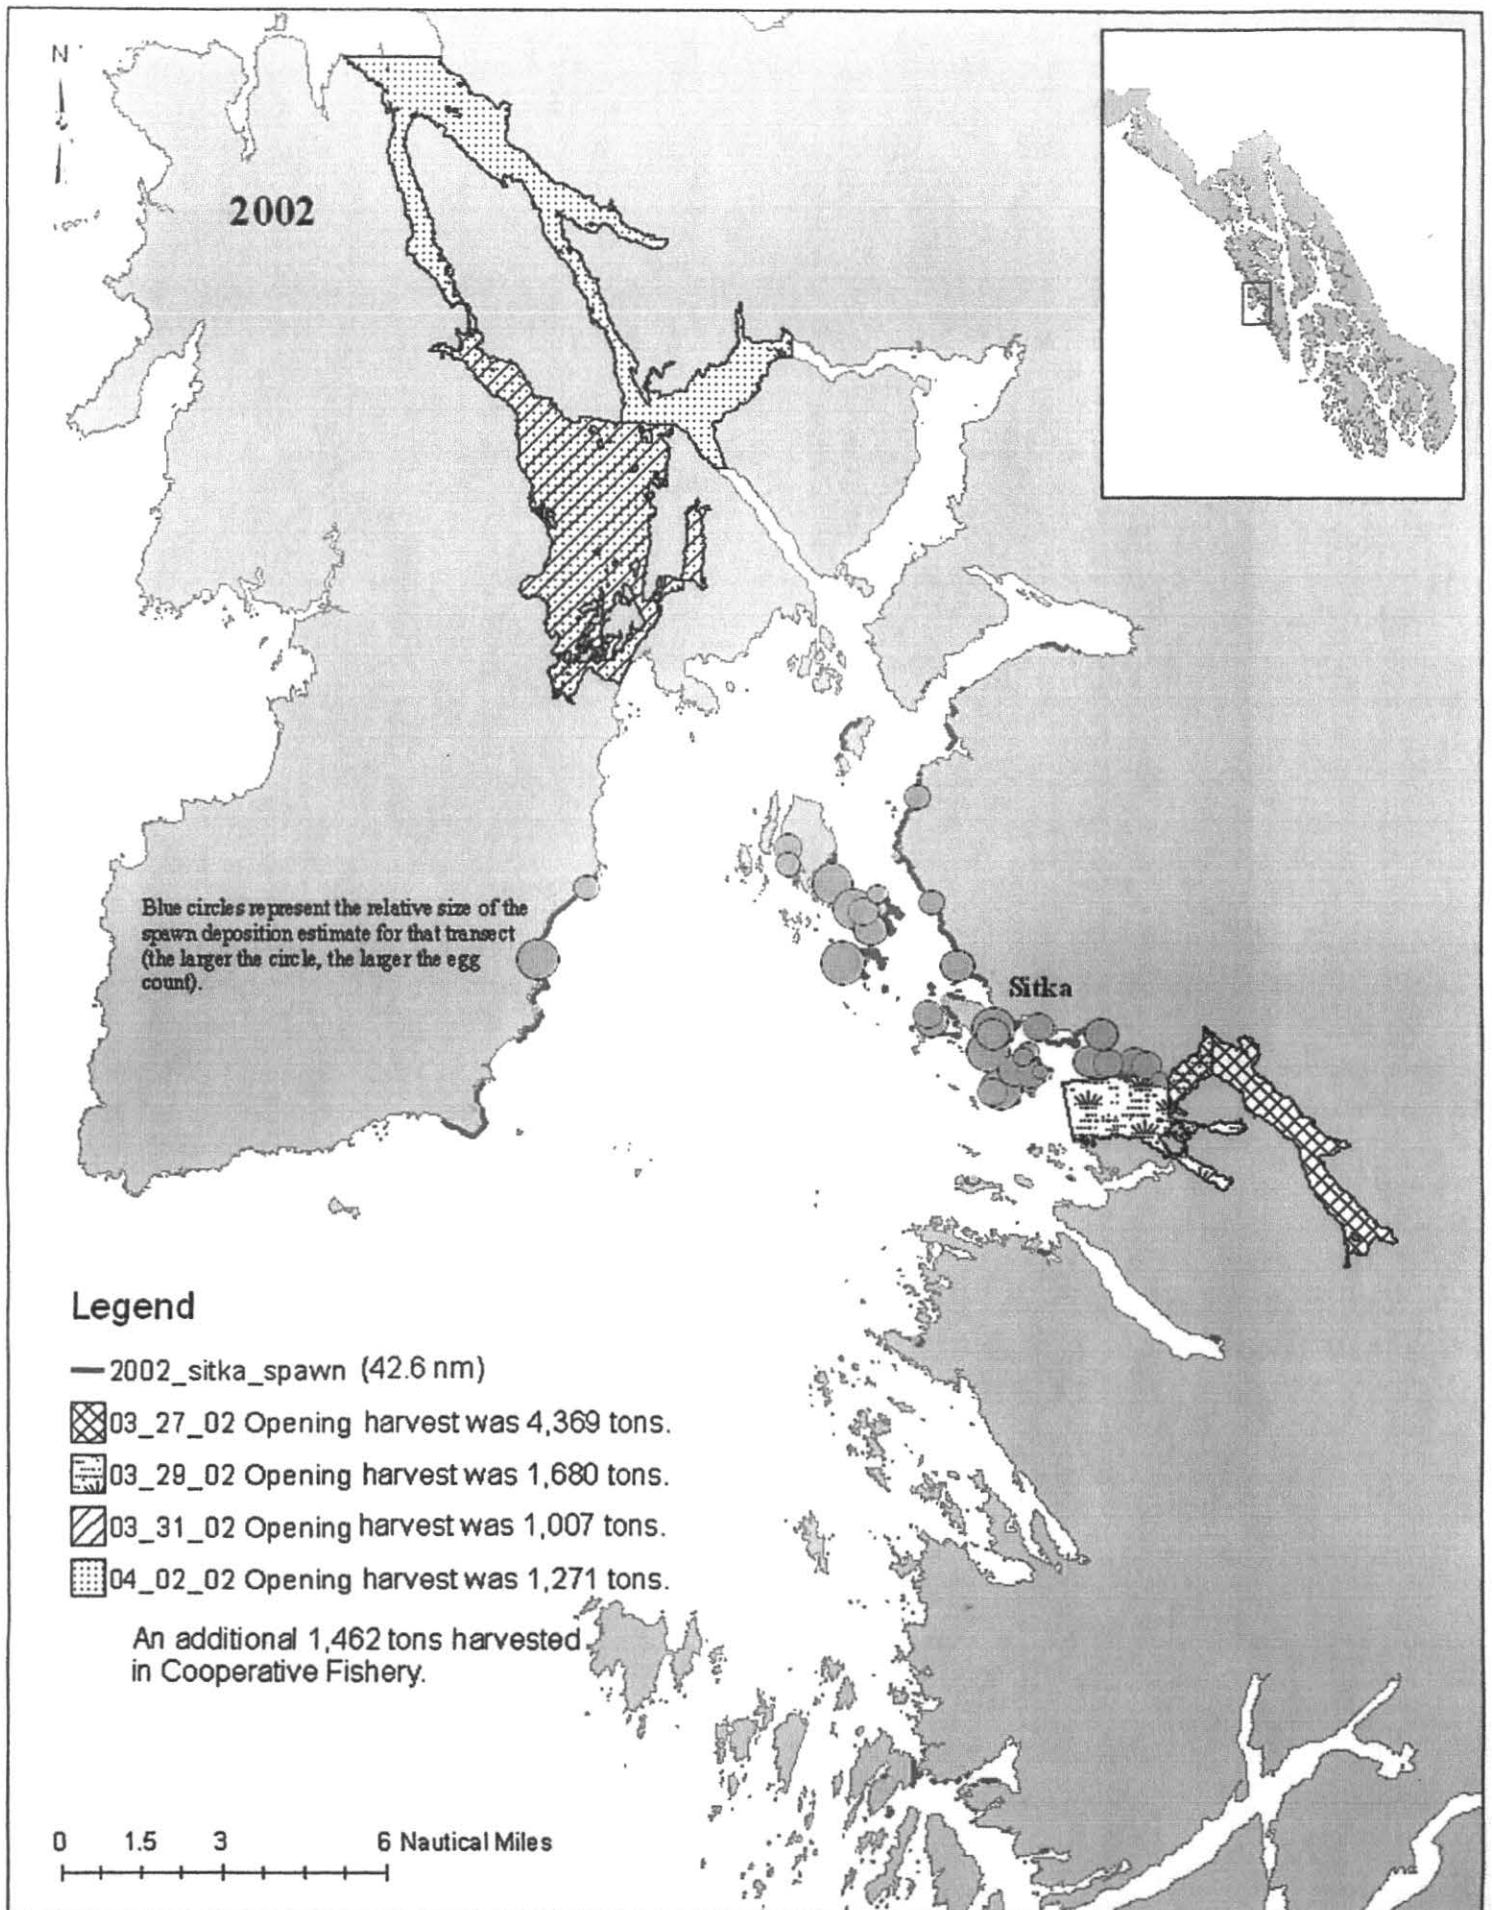 N
2002
Blue circles represent the relative size of the
spawn deposition estimate for that transect
(the larger the circle, the larger the egg
count).
Sitka
Legend
2002_sitka_spawn (42.6 nm)
03_27_02 Opening harvest was 4,369 tons.
03_29_02 Opening harvest was 1,680 tons.
03_31_02 Opening harvest was 1,007 tons.
04_02_02 Opening harvest was 1,271 tons.
An additional 1,462 tons harvested
in Cooperative Fishery.
0 1.5 3 6 Nautical Miles